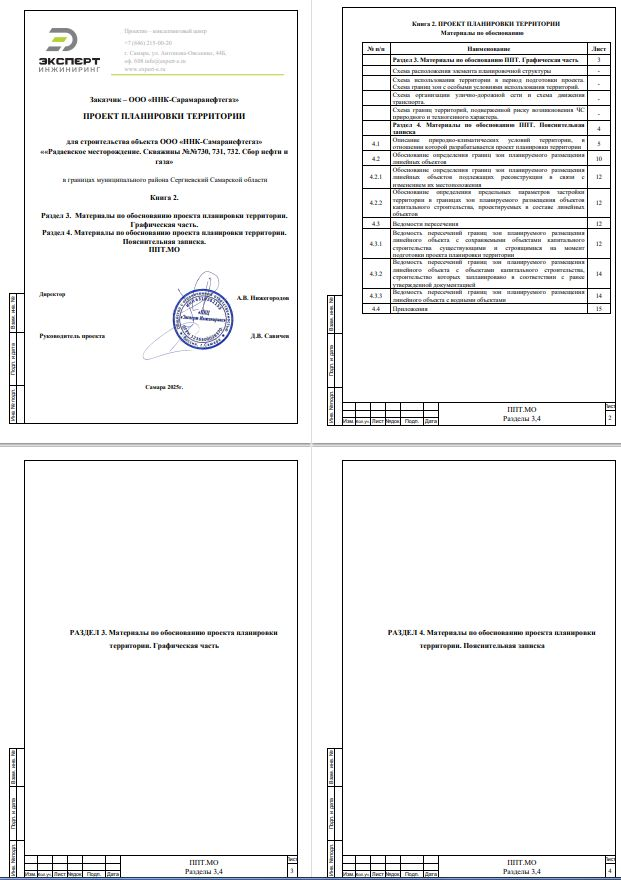 ЭКСПЕРТ
ИНЖИНИРИНГ
Проектно – консалтинговый центр
+7 (846) 215-00-20
г. Самара, ул. Антонова-Овсеенко, 44Б,
оф. 608 info@expert-e.ru
www.expert-e.ru
Заказчик – ООО «ННК-Сарамаранефтегаз»
ПРОЕКТ ПЛАНИРОВКИ ТЕРРИТОРИИ
для строительства объекта ООО «ННК-Самаранефтегаз»
««Радаевское месторождение. Скважины №№730, 731, 732. Сбор нефти и
газа»
в границах муниципального района Сергиевский Самарской области
Книга 2.
Раздел 3. Материалы по обоснованию проекта планировки территории.
Графическая часть.
Раздел 4. Материалы по обоснованию проекта планировки территории.
Пояснительная записка.
ППТ.МО
Директор
А.В. Нижегородов
Руководитель проекта
Д.В. Савичев
Самара 2025г.
Взам. инв. №
Подп. и дата
Инв. №подл.
Книга 2. ПРОЕКТ ПЛАНИРОВКИ ТЕРРИТОРИИ
Материалы по обоснованию
№ п/п Наименование Лист
Раздел 3. Материалы по обоснованию ППТ. Графическая часть 3
Схема расположения элемента планировочной структуры -
Схема использования территории в период подготовки проекта.
Схема границ зон с особыми условиями использования территорий. -
Схема организации улично-дорожной сети и схема движения
транспорта. -
Схема границ территорий, подверженной риску возникновения ЧС
природного и техногенного характера. -
Раздел 4. Материалы по обоснованию ППТ. Пояснительная
записка 4
4.1 Описание природно-климатических условий территории, в
отношении которой разрабатывается проект планировки территории 5
4.2 Обоснование определения границ зон планируемого размещения
линейных объектов 10
4.2.1 Обоснование определения границ зон планируемого размещения
линейных объектов подлежащих реконструкции в связи с
изменением их местоположения 12
4.2.2 Обоснование определения предельных параметров застройки
территории в границах зон планируемого размещения объектов
капитального строительства, проектируемых в составе линейных
объектов 12
4.3 Ведомости пересечения 12
4.3.1 Ведомость пересечений границ зон планируемого размещения
линейного объекта с сохраняемыми объектами капитального
строительства существующими и строящимися на момент
подготовки проекта планировки территории 12
4.3.2 Ведомость пересечений границ зон планируемого размещения
линейного объекта с объектами капитального строительства,
строительство которых запланировано в соответствии с ранее
утвержденной документацией 14
4.3.3 Ведомость пересечений границ зон планируемого размещения
линейного объекта с водными объектами 14
4.4 Приложения 15
Взам. инв. №
Подп. и дата
Инв. №подл.
Изм. Кол.уч. Лист №док. Подп. Дата
ППТ.МО
Разделы 3,4
Лист
2
РАЗДЕЛ 3. Материалы по обоснованию проекта планировки
территории. Графическая часть
Взам. инв. №
Подп. и дата
Инв. №подл.
Изм. Кол.уч. Лист №док. Подп. Дата
ППТ.МО
Разделы 3,4
Лист
3
РАЗДЕЛ 4. Материалы по обоснованию проекта планировки
территории. Пояснительная записка
Взам. инв. №
Подп. и дата
Инв. №подл.
Изм. Кол.уч. Лист №док. Подп. Дата
ППТ.МО
Разделы 3,4
Лист
4